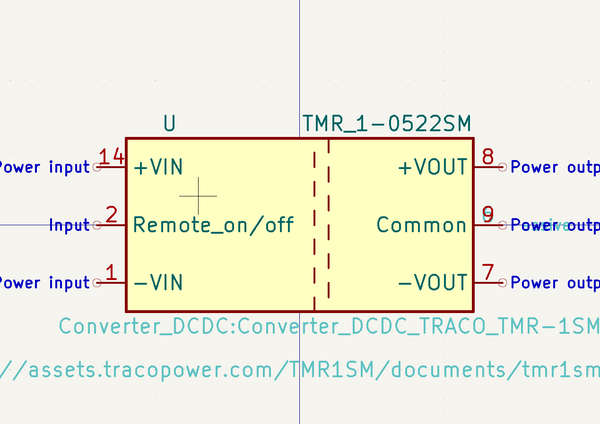 U TMR_1-0522SM
Power input 14 +VIN +VOUT 8 Power outp
Input 2 Remote_on/off Common 9 Power outp
Power input 1 -VIN -VOUT 7 Power outp
Converter_DCDC:Converter_DCDC_TRACO_TMR-1SM
//assets.tracopower.com/TMR1SM/documents/tmr1sm